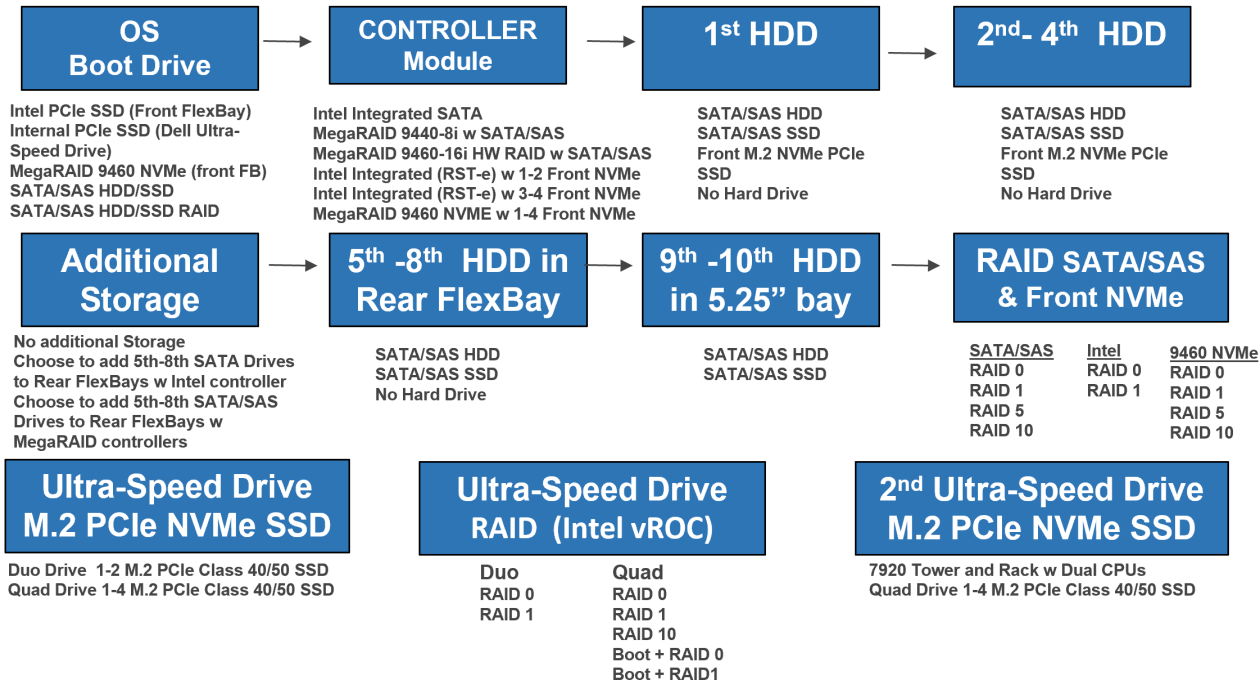 OS
Boot Drive
Intel PCIe SSD (Front FlexBay)
Internal PCIe SSD (Dell Ultra-
Speed Drive)
MegaRAID 9460 NVMe (front FB)
SATA/SAS HDD/SSD
SATA/SAS HDD/SSD RAID
CONTROLLER
Module
Intel Integrated SATA
MegaRAID 9440-8i w SATA/SAS
MegaRAID 9460-16i HW RAID w SATA/SAS
Intel Integrated (RST-e) w 1-2 Front NVMe
Intel Integrated (RST-e) w 3-4 Front NVMe
MegaRAID 9460 NVME w 1-4 Front NVMe
1st HDD
SATA/SAS HDD
SATA/SAS SSD
Front M.2 NVMe PCIe
SSD
No Hard Drive
2nd- 4th HDD
SATA/SAS HDD
SATA/SAS SSD
Front M.2 NVMe PCIe
SSD
No Hard Drive
Additional
Storage
No additional Storage
Choose to add 5th-8th SATA Drives
to Rear FlexBays w Intel controller
Choose to add 5th-8th SATA/SAS
Drives to Rear FlexBays w
MegaRAID controllers
5th -8th HDD in
Rear FlexBay
SATA/SAS HDD
SATA/SAS SSD
No Hard Drive
9th -10th HDD
in 5.25” bay
SATA/SAS HDD
SATA/SAS SSD
RAID SATA/SAS
& Front NVMe
SATA/SAS
RAID 0
RAID 1
RAID 5
RAID 10
Intel
RAID 0
RAID 1
9460 NVMe
RAID 0
RAID 1
RAID 5
RAID 10
Ultra-Speed Drive
M.2 PCIe NVMe SSD
Duo Drive 1-2 M.2 PCIe Class 40/50 SSD
Quad Drive 1-4 M.2 PCIe Class 40/50 SSD
Ultra-Speed Drive
RAID (Intel vROC)
Duo
RAID 0
RAID 1
Quad
RAID 0
RAID 1
RAID 10
Boot + RAID 0
Boot + RAID1
2nd Ultra-Speed Drive
M.2 PCIe NVMe SSD
7920 Tower and Rack w Dual CPUs
Quad Drive 1-4 M.2 PCIe Class 40/50 SSD